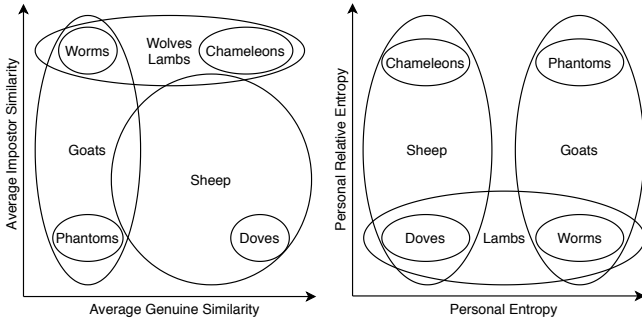 Average Impostor Similarity
Worms
Wolves
Lambs
Chameleons
Goats
Sheep
Phantoms
Doves
Average Genuine Similarity
Personal Relative Entropy
Chameleons
Phantoms
Sheep
Goats
Doves
Lambs
Worms
Personal Entropy